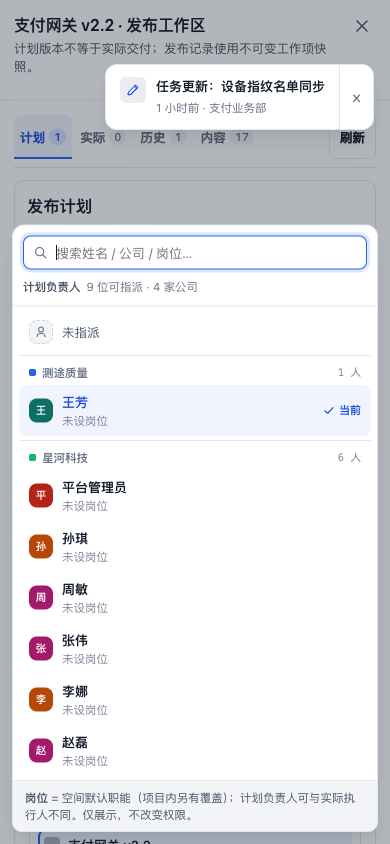 支付网关 v2.2 · 发布工作区
计划版本不等于实际交付；发布记录使用不可变工作项快
照。
任务更新：设备指纹名单同步
1 小时前 · 支付业务部
计划 1 实际 0 历史 1 内容 17 刷新
发布计划
搜索姓名 / 公司 / 岗位...
计划负责人 9 位可指派 · 4 家公司
未指派
测途质量 1 人
王 王芳 当前
未设岗位
星河科技 6 人
平 平台管理员
未设岗位
孙 孙琪
未设岗位
周 周敏
未设岗位
张 张伟
未设岗位
李 李娜
未设岗位
赵 赵磊
未设岗位
岗位 = 空间默认职能（项目内另有覆盖）；计划负责人可与实际执
行人不同。仅展示，不改变权限。
支付网关 v2.2